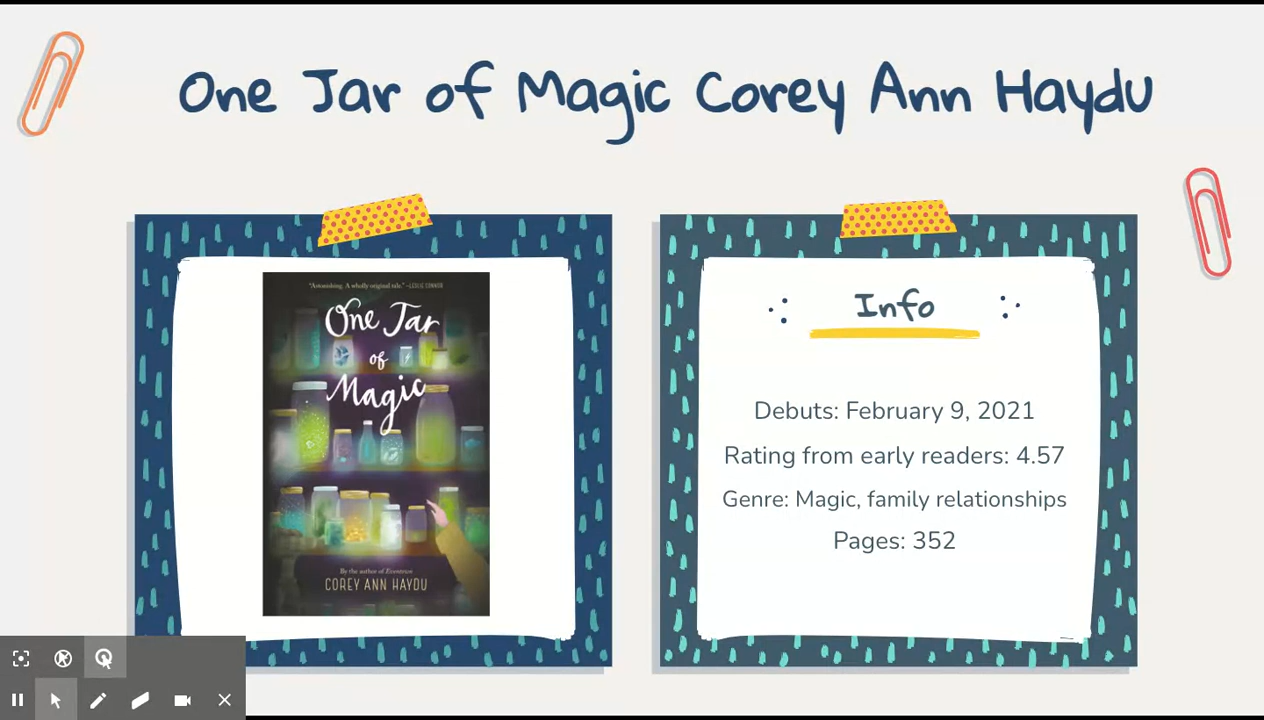 One Jar of Magic Corey Ann Haydu
"Astonishing. A wholly original tale." —LESLIE CONNOR
One Jar
of
Magic
By the author of Eventown
COREY ANN HAYDU
Info
Debuts: February 9, 2021
Rating from early readers: 4.57
Genre: Magic, family relationships
Pages: 352